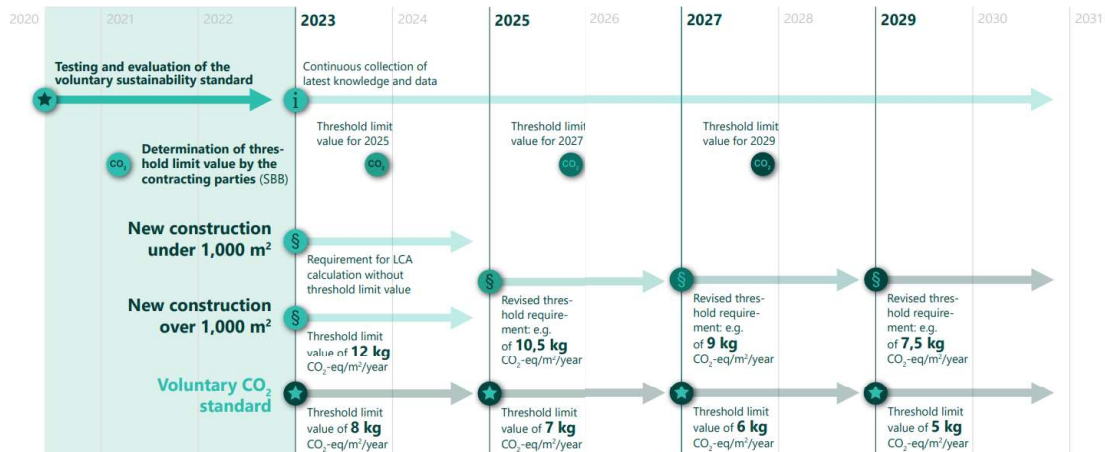 2020
2021
2022
2023
2024
2025
2026
2027
2028
2029
2030
2031
Testing and evaluation of the
voluntary sustainability standard
Continuous collection of
latest knowledge and data
i
Threshold limit
value for 2025
Threshold limit
value for 2027
Threshold limit
value for 2029
CO₂
Determination of thres-
hold limit value by the
contracting parties (SBB)
CO₂
CO₂
CO₂
New construction
under 1,000 m²
§
Requirement for LCA
calculation without
threshold limit value
New construction
over 1,000 m²
§
Threshold limit
value of 12 kg
CO₂-eq/m²/year
§
Revised thres-
hold require-
ment: e.g.
of 10,5 kg
CO₂-eq/m²/year
§
Revised thres-
hold require-
ment: e.g.
of 9 kg
CO₂-eq/m²/year
§
Revised thres-
hold require-
ment: e.g.
of 7,5 kg
CO₂-eq/m²/year
Voluntary CO₂
standard
Threshold limit
value of 8 kg
CO₂-eq/m²/year
Threshold limit
value of 7 kg
CO₂-eq/m²/year
Threshold limit
value of 6 kg
CO₂-eq/m²/year
Threshold limit
value of 5 kg
CO₂-eq/m²/year